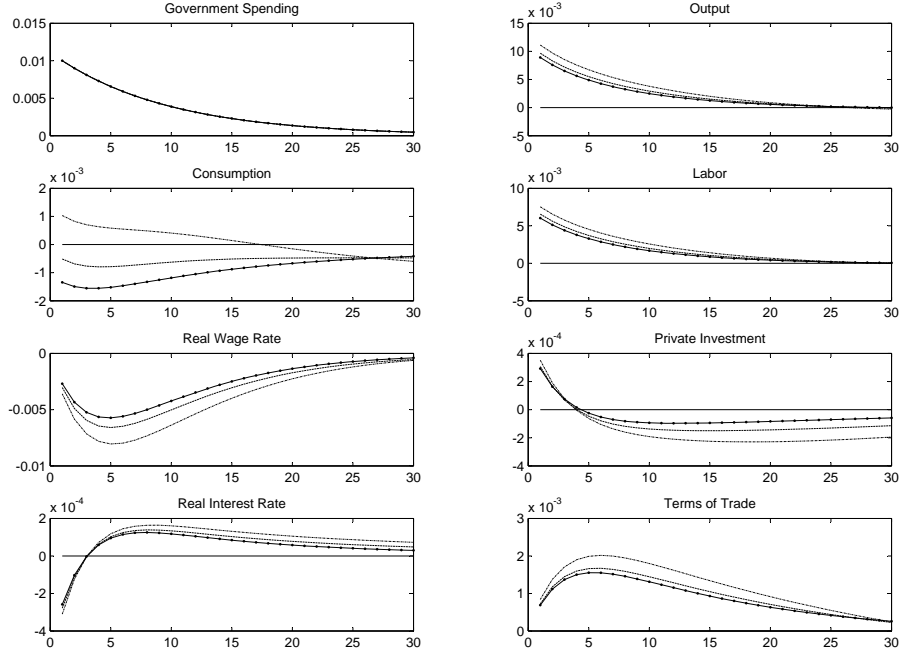 Government Spending
0.015
0.01
0.005
0
0 5 10 15 20 25 30
Output
x 10^-3
15
10
5
0
-5
0 5 10 15 20 25 30
Consumption
x 10^-3
2
1
0
-1
-2
0 5 10 15 20 25 30
Labor
x 10^-3
10
5
0
-5
0 5 10 15 20 25 30
Real Wage Rate
0
-0.005
-0.01
0 5 10 15 20 25 30
Private Investment
x 10^-4
4
2
0
-2
-4
0 5 10 15 20 25 30
Real Interest Rate
x 10^-4
2
0
-2
-4
0 5 10 15 20 25 30
Terms of Trade
x 10^-3
3
2
1
0
0 5 10 15 20 25 30